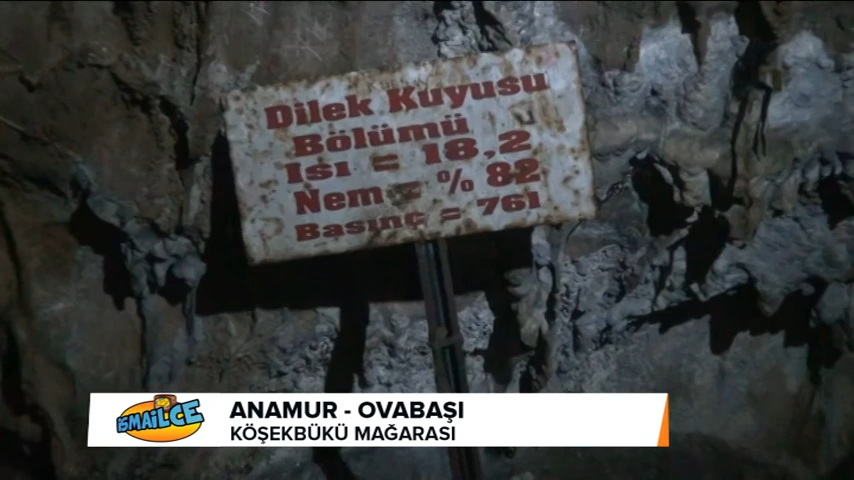 Dilek Kuyusu
Bölümü
Isı = 18,2
Nem = % 82
Basınç = 761
İSMAİLCE
ANAMUR - OVABAŞI
KÖŞEKBÜKÜ MAĞARASI